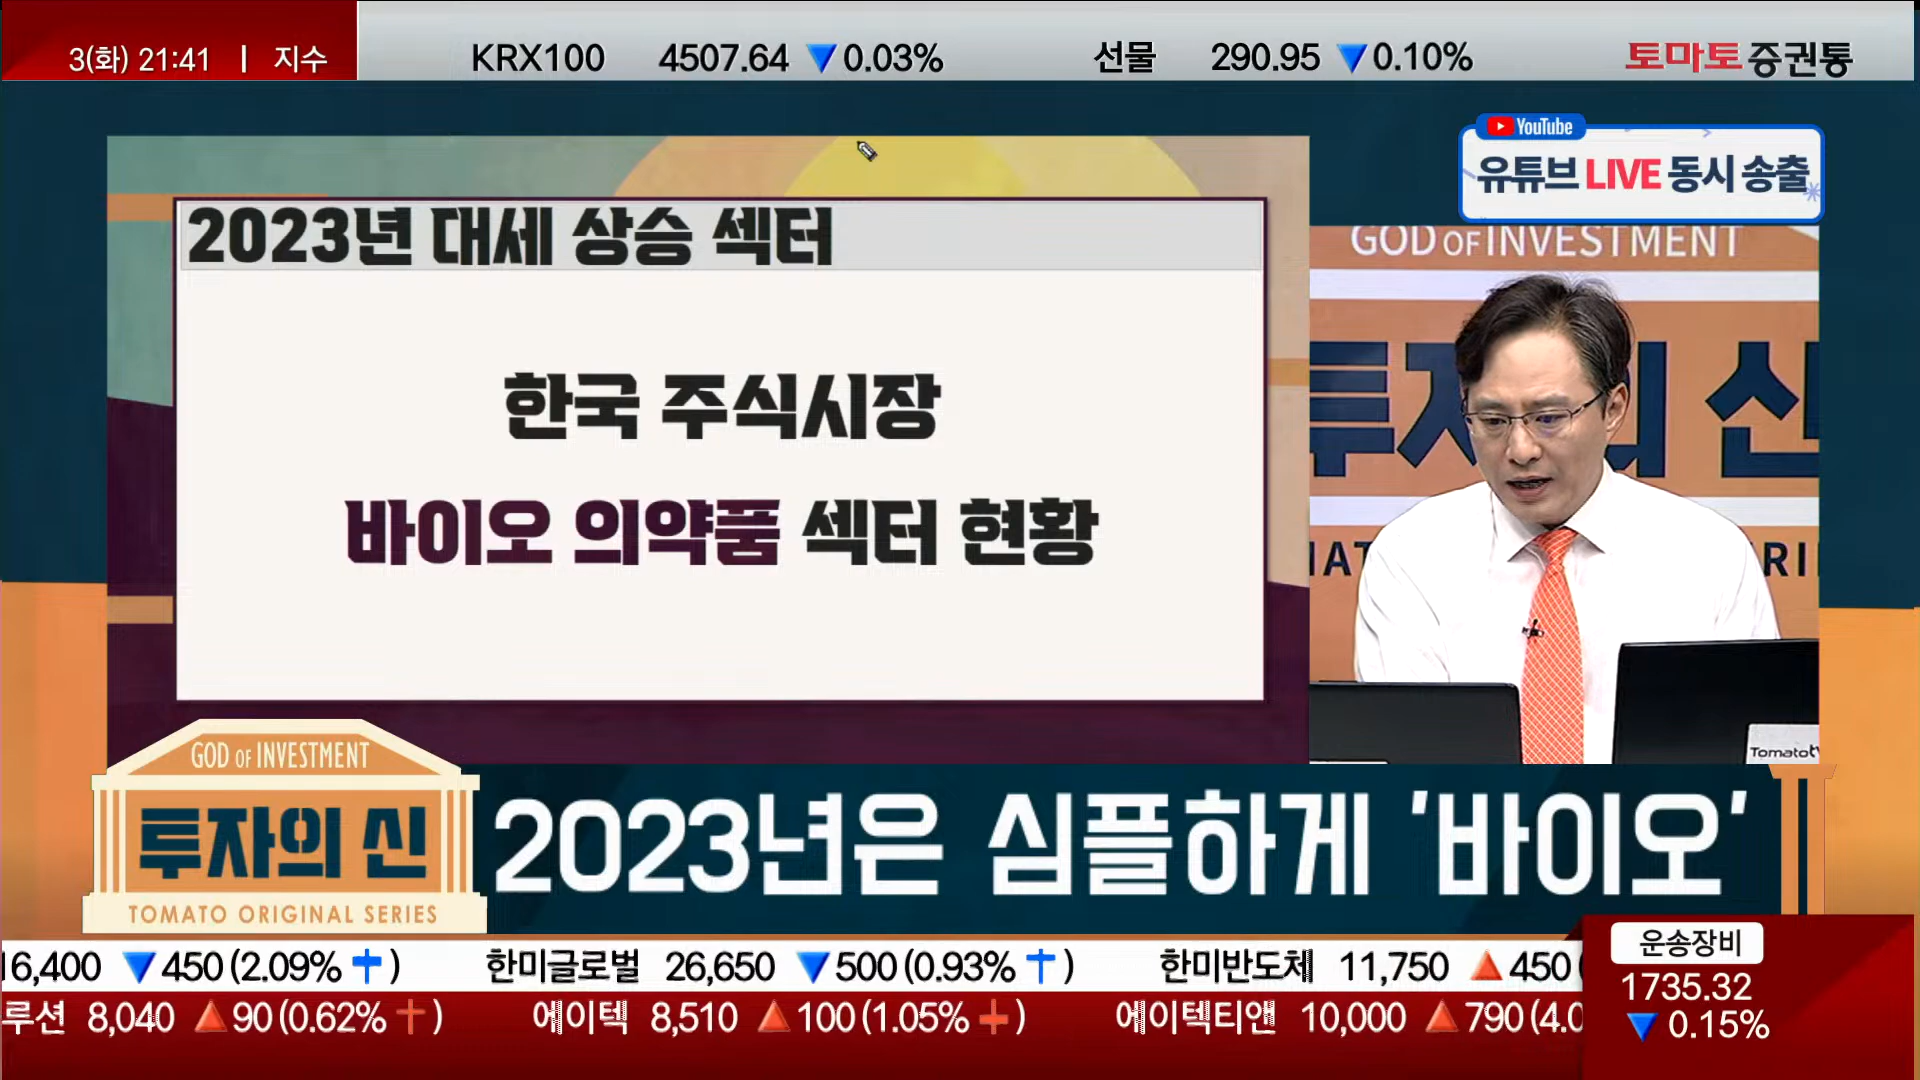 3(화) 21:41 | 지수
KRX100 4507.64 ▼0.03% 선물 290.95 ▼0.10%
토마토증권통
YouTube
유튜브 LIVE 동시 송출
2023년 대세 상승 섹터
한국 주식시장
바이오 의약품 섹터 현황
GOD OF INVESTMENT
투자의 신
Tomatotv
GOD OF INVESTMENT
투자의 신
TOMATO ORIGINAL SERIES
2023년은 심플하게 '바이오'
16,400 ▼450(2.09% ) 한미글로벌 26,650 ▼500(0.93% ) 한미반도체 11,750 ▲450
루션 8,040 ▲90(0.62% ) 에이텍 8,510 ▲100(1.05% ) 에이텍티앤 10,000 ▲790(4.0
운송장비
1735.32
▼ 0.15%